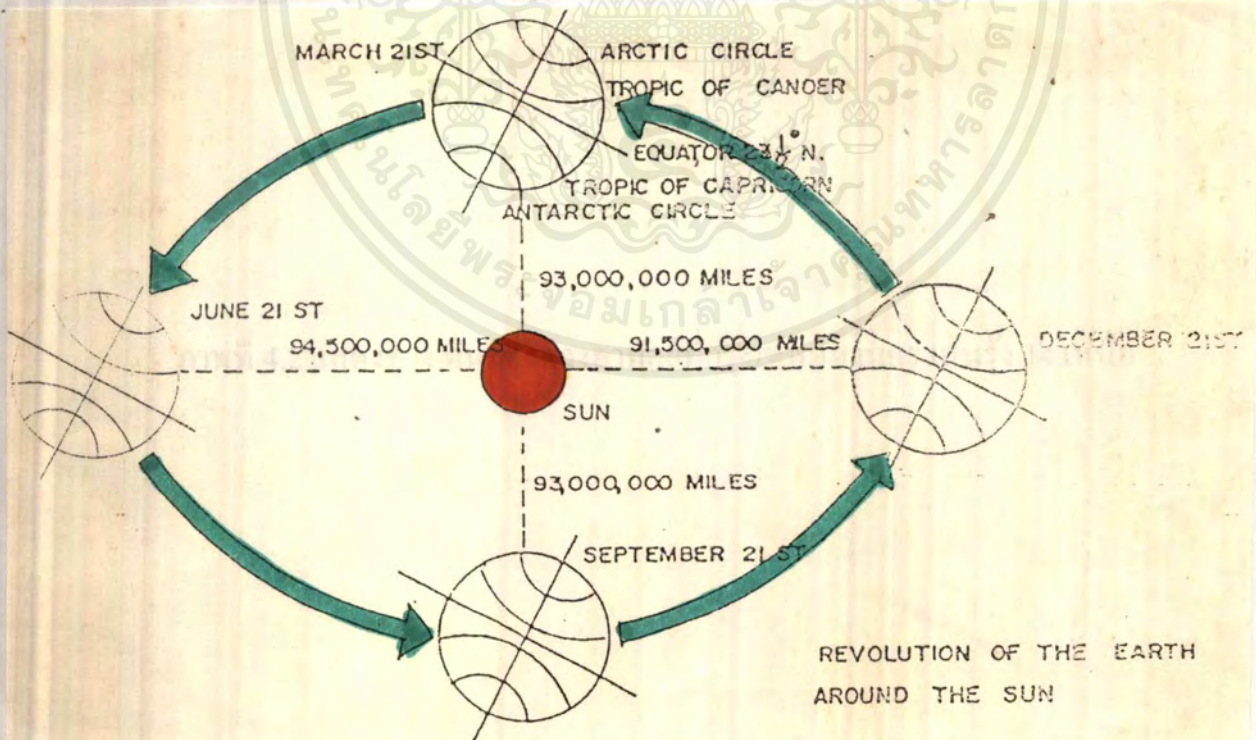 MARCH 21ST
ARCTIC CIRCLE
TROPIC OF CANOER
EQUATOR 23½° N.
TROPIC OF CAPRICORN
ANTARCTIC CIRCLE
93,000,000 MILES
JUNE 21 ST
94,500,000 MILES
91,500,000 MILES
DECEMBER 21ST
SUN
93,000,000 MILES
SEPTEMBER 21 ST
REVOLUTION OF THE EARTH
AROUND THE SUN